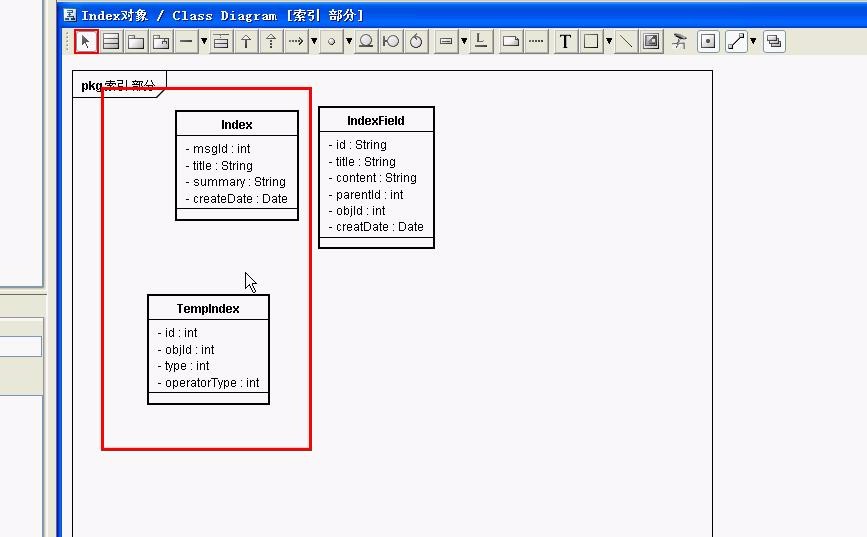 Index对象 / Class Diagram [索引 部分]
T
pkg 索引 部分
Index
- msgId : int
- title : String
- summary : String
- createDate : Date
IndexField
- id : String
- title : String
- content : String
- parentId : int
- objId : int
- creatDate : Date
TempIndex
- id : int
- objId : int
- type : int
- operatorType : int